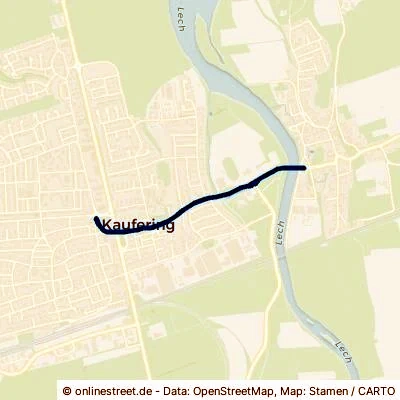 Lech
Kaufering
Lech
Lech
© onlinestreet.de - Data: OpenStreetMap, Map: Stamen / CARTO